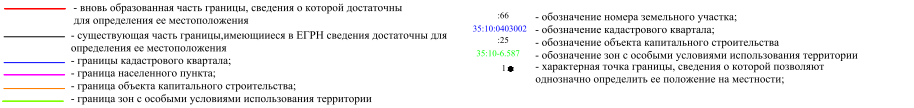 - вновь образованная часть границы, сведения о которой достаточны
для определения ее местоположения
- существующая часть границы,имеющиеся в ЕГРН сведения достаточны для
определения ее местоположения
- границы кадастрового квартала;
- граница населенного пункта;
- граница объекта капитального строительства;
- граница зон с особыми условиями использования территории
:66 - обозначение номера земельного участка;
35:10:0403002 - обозначение кадастрового квартала;
:25 - обозначение объекта капитального строительства
35:10-6.587 - обозначение зон с особыми условиями использования территории
1 - характерная точка границы, сведения о которой позволяют
однозначно определить ее положение на местности;